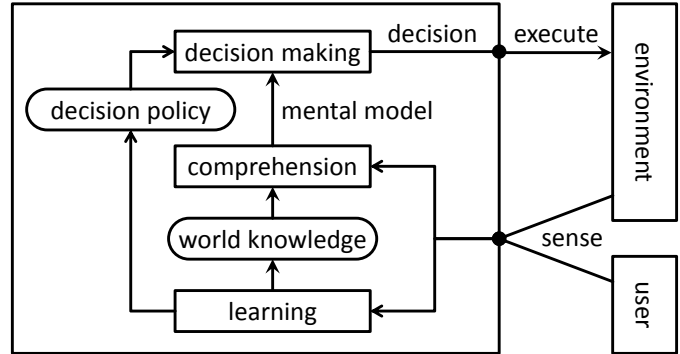 decision making
decision
execute
environment
decision policy
mental model
comprehension
world knowledge
sense
learning
user